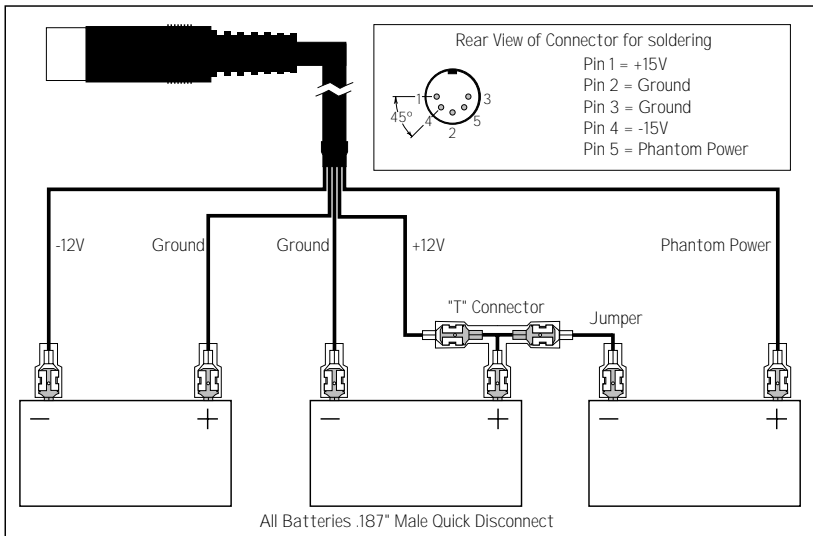 Rear View of Connector for soldering
Pin 1 = +15V
Pin 2 = Ground
Pin 3 = Ground
Pin 4 = -15V
Pin 5 = Phantom Power
1
3
45°
4
5
2
-12V
Ground
Ground
+12V
Phantom Power
"T" Connector
Jumper
− +
− +
− +
All Batteries .187" Male Quick Disconnect